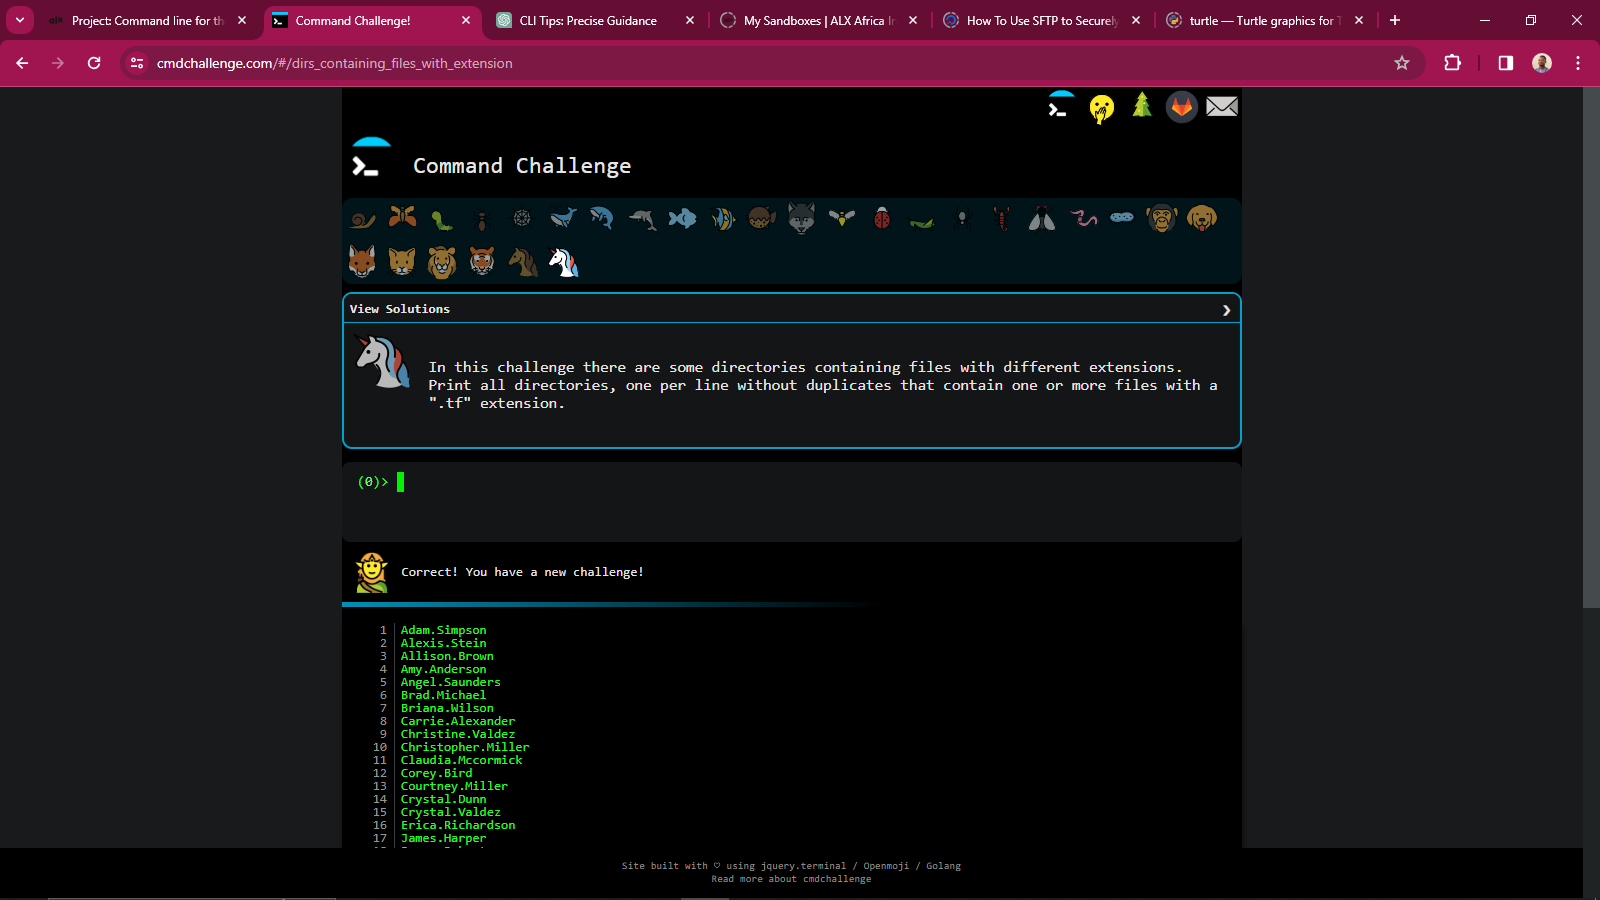 Project: Command line for th
Command Challenge!
CLI Tips: Precise Guidance
My Sandboxes | ALX Africa In
How To Use SFTP to Securely
turtle — Turtle graphics for T
cmdchallenge.com/#/dirs_containing_files_with_extension
Command Challenge
View Solutions
In this challenge there are some directories containing files with different extensions.
Print all directories, one per line without duplicates that contain one or more files with a
".tf" extension.
(0)>
Correct! You have a new challenge!
1 Adam.Simpson
2 Alexis.Stein
3 Allison.Brown
4 Amy.Anderson
5 Angel.Saunders
6 Brad.Michael
7 Briana.Wilson
8 Carrie.Alexander
9 Christine.Valdez
10 Christopher.Miller
11 Claudia.Mccormick
12 Corey.Bird
13 Courtney.Miller
14 Crystal.Dunn
15 Crystal.Valdez
16 Erica.Richardson
17 James.Harper
Site built with ♡ using jquery.terminal / Openmoji / Golang
Read more about cmdchallenge